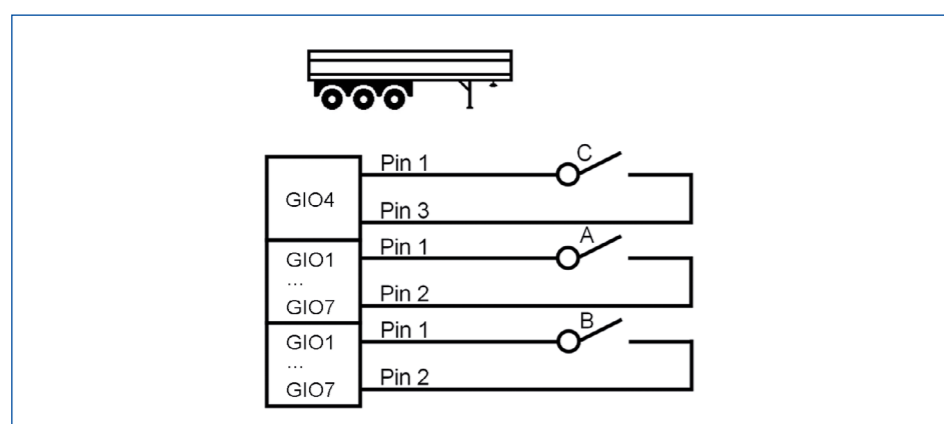 C
Pin 1
GIO4
Pin 3
A
Pin 1
GIO1
...
Pin 2
GIO7
B
Pin 1
GIO1
...
Pin 2
GIO7